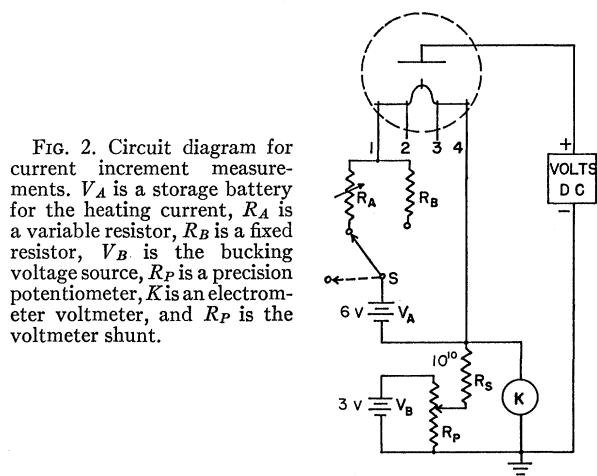 FIG. 2. Circuit diagram for
current increment measure-
ments. V_A is a storage battery
for the heating current, R_A is
a variable resistor, R_B is a fixed
resistor, V_B is the bucking
voltage source, R_P is a precision
potentiometer, K is an electrom-
eter voltmeter, and R_P is the
voltmeter shunt.
1 2 3 4
+
VOLTS
D C
−
R_A
R_B
S
6 V
V_A
10¹⁰
R_S
K
3 V
V_B
R_P